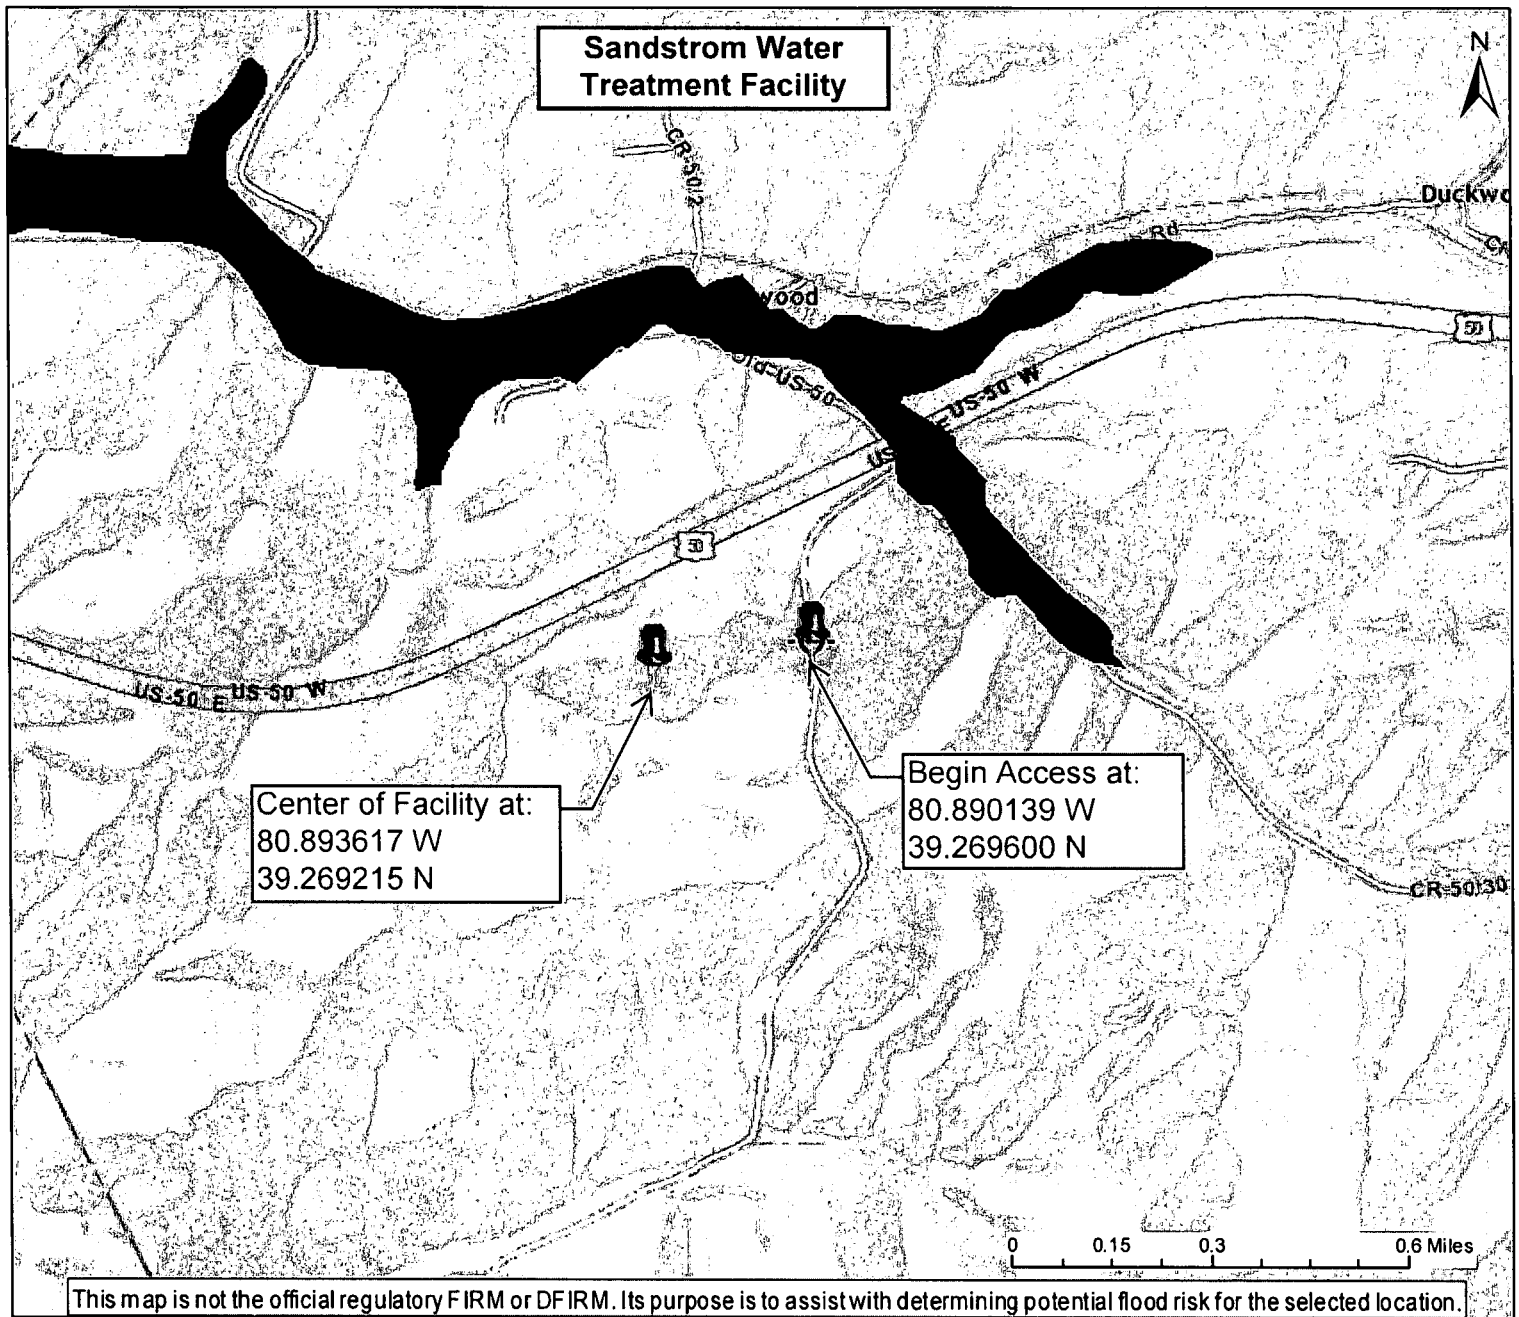 Sandstrom Water
Treatment Facility
N
CR-50/2
Duckwo
Rd
wood
50
Old-US-50
US-50 W
E
US
50
US-50 E
US-50 W
Center of Facility at:
80.893617 W
39.269215 N
Begin Access at:
80.890139 W
39.269600 N
CR-50/30
0 0.15 0.3 0.6 Miles
This map is not the official regulatory FIRM or DFIRM. Its purpose is to assist with determining potential flood risk for the selected location.